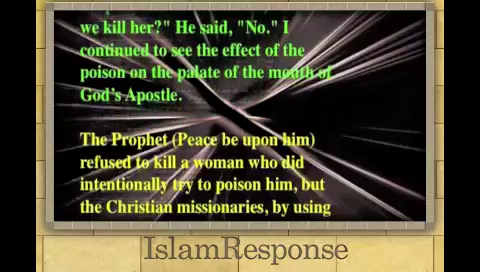 we kill her?" He said, "No." I
continued to see the effect of the
poison on the palate of the mouth of
God's Apostle.
The Prophet (Peace be upon him)
refused to kill a woman who did
intentionally try to poison him, but
the Christian missionaries, by using
IslamResponse